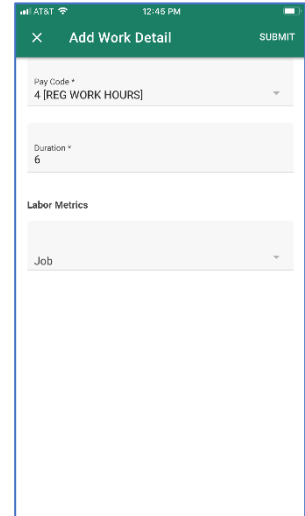 AT&T 12:45 PM
Add Work Detail SUBMIT
Pay Code *
4 [REG WORK HOURS]
Duration *
6
Labor Metrics
Job